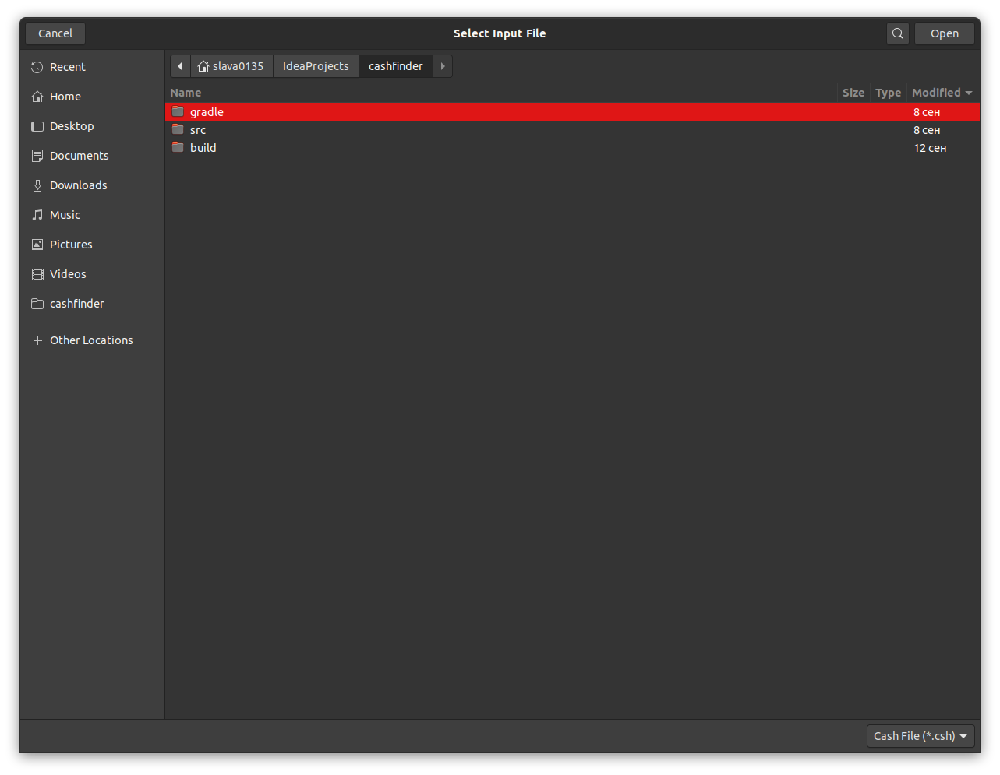 Cancel Select Input File Open
Recent
Home
Desktop
Documents
Downloads
Music
Pictures
Videos
cashfinder
Other Locations
slava0135 IdeaProjects cashfinder
Name Size Type Modified
gradle 8 сен
src 8 сен
build 12 сен
Cash File (*.csh)